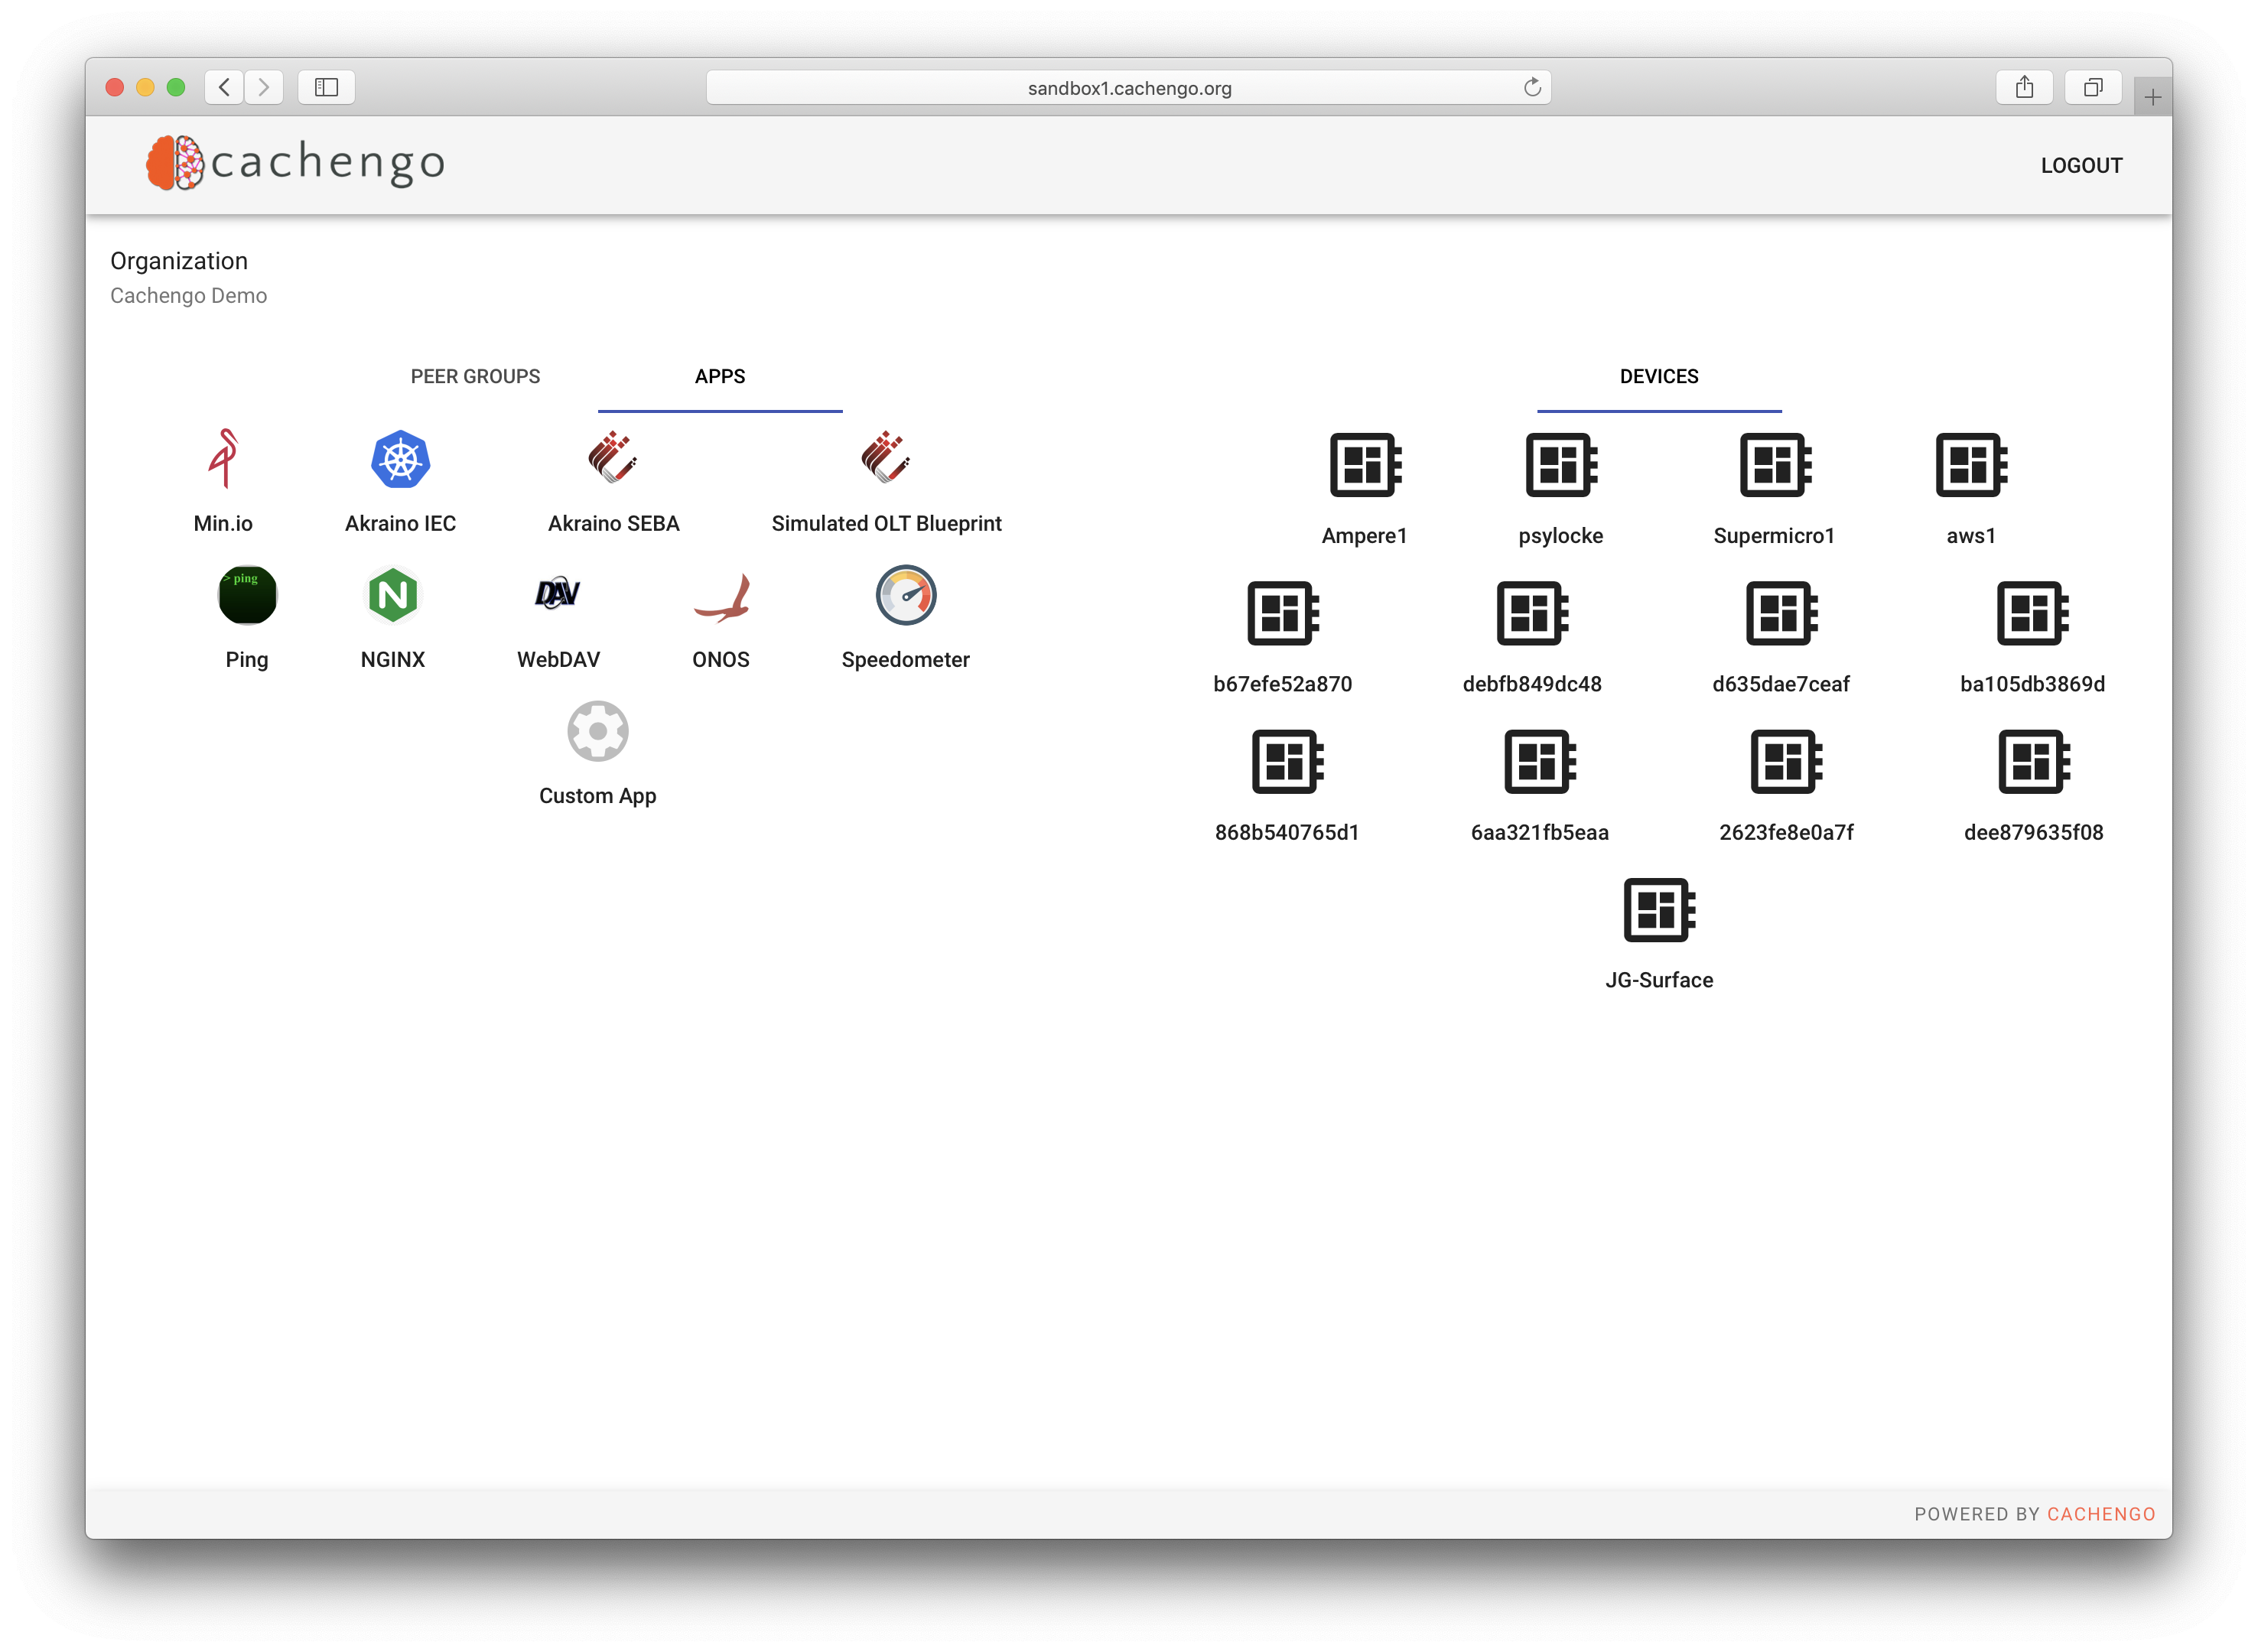 sandbox1.cachengo.org
cachengo
LOGOUT
Organization
Cachengo Demo
PEER GROUPS APPS
Min.io Akraino IEC Akraino SEBA Simulated OLT Blueprint
> ping
DAV
Ping NGINX WebDAV ONOS Speedometer
Custom App
DEVICES
Ampere1 psylocke Supermicro1 aws1
b67efe52a870 debfb849dc48 d635dae7ceaf ba105db3869d
868b540765d1 6aa321fb5eaa 2623fe8e0a7f dee879635f08
JG-Surface
POWERED BY CACHENGO